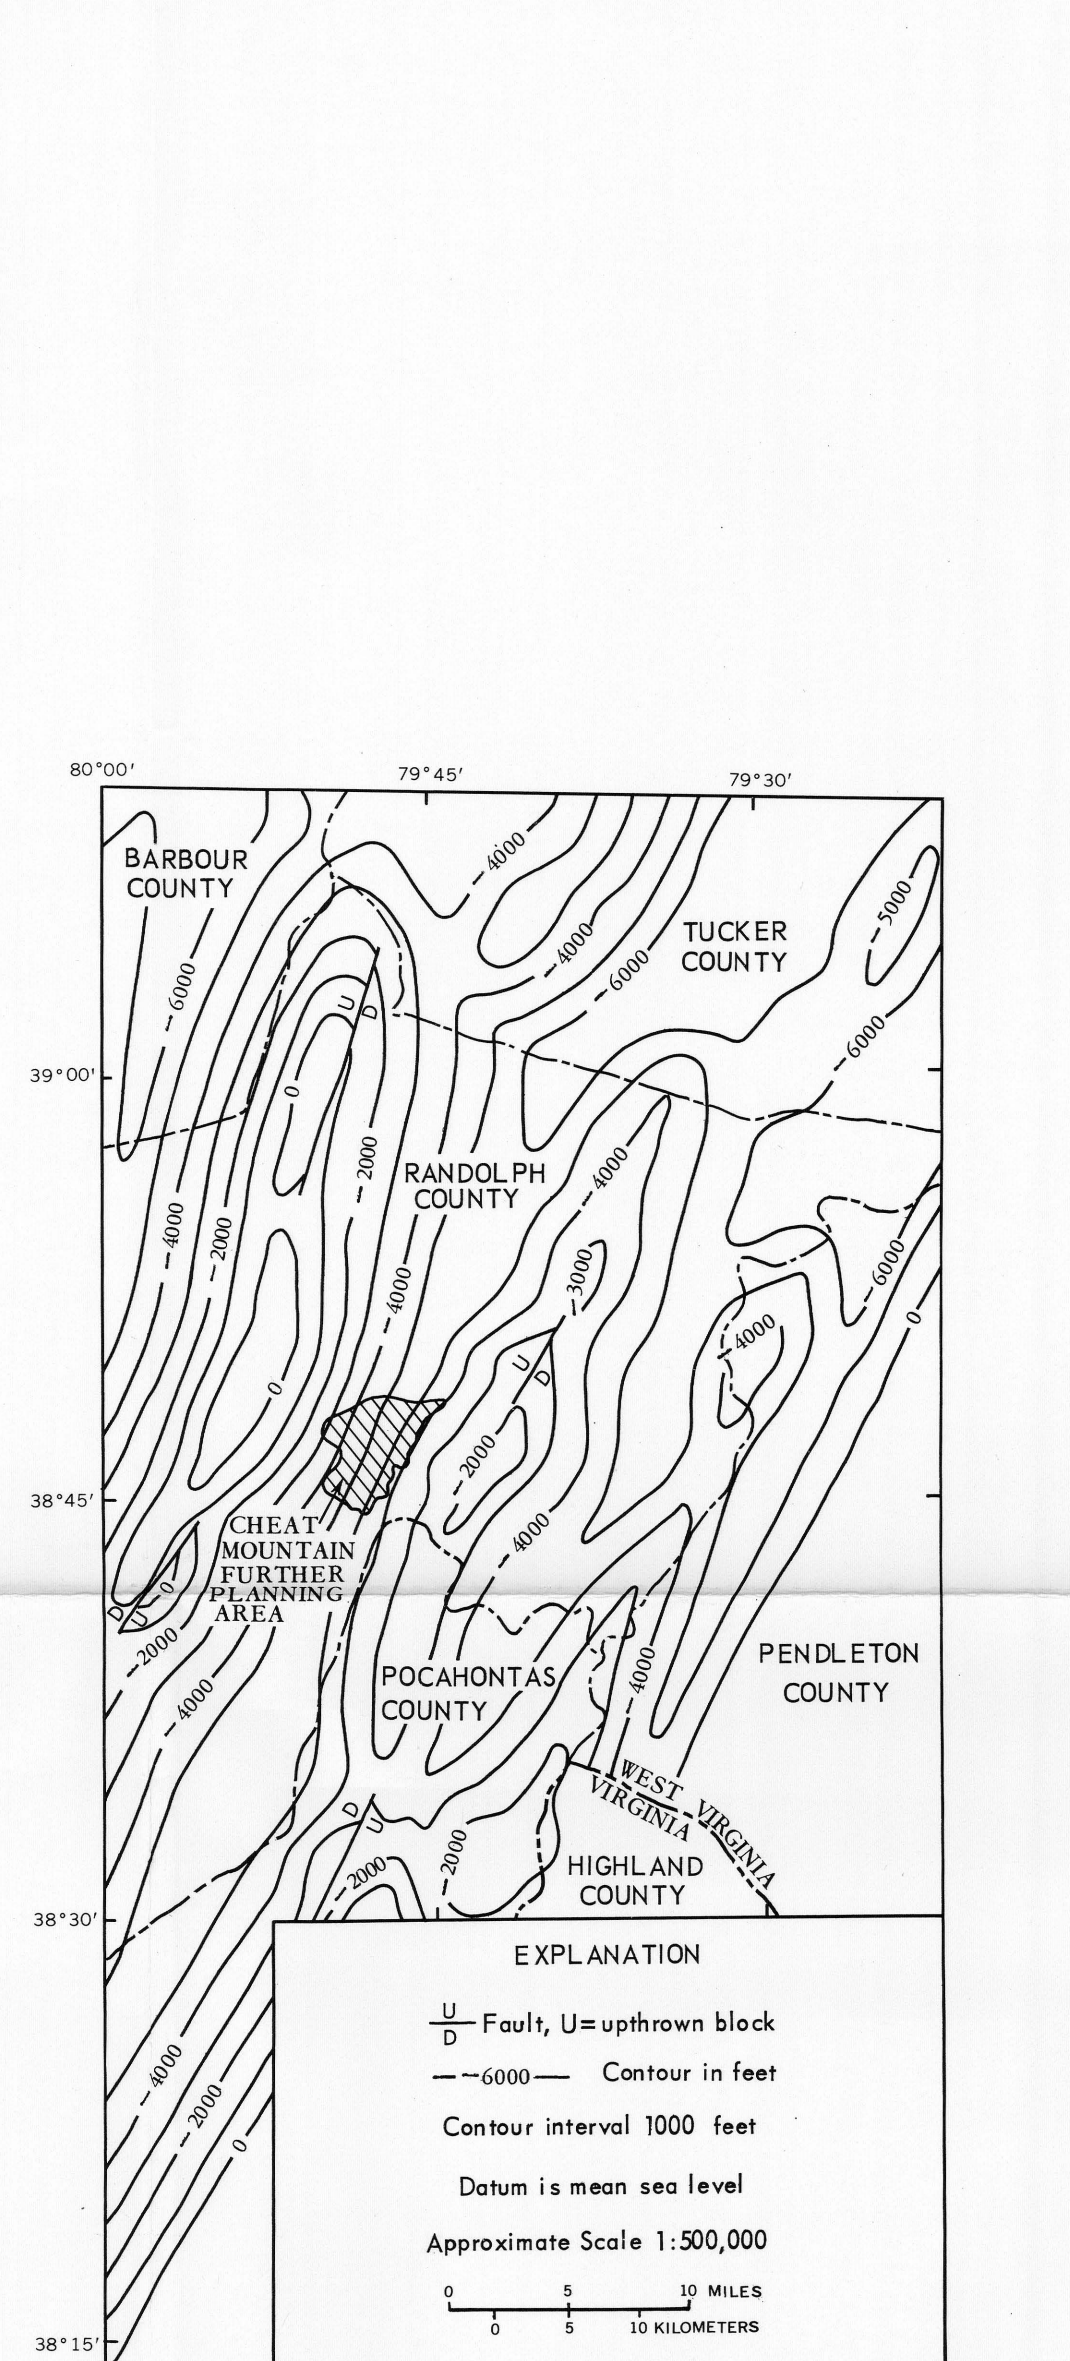 80°00′ 79°45′ 79°30′
-4000
BARBOUR
COUNTY
-5000
TUCKER
COUNTY
-4000
-6000
-6000
U
D
-6000
39°00′
0
-2000
-4000
RANDOLPH
COUNTY
-4000
-2000
-3000
-6000
-4000
0
-4000
U
D
0
-2000
38°45′
CHEAT
MOUNTAIN
FURTHER
PLANNING
AREA
-4000
0
D
U
-2000
-4000
-4000
POCAHONTAS
COUNTY
PENDLETON
COUNTY
WEST VIRGINIA
VIRGINIA
D
U
-2000
-2000
HIGHLAND
COUNTY
38°30′
EXPLANATION
U
D
Fault, U=upthrown block
-6000 Contour in feet
Contour interval 1000 feet
Datum is mean sea level
Approximate Scale 1:500,000
0 5 10 MILES
0 5 10 KILOMETERS
-4000
-2000
0
38°15′